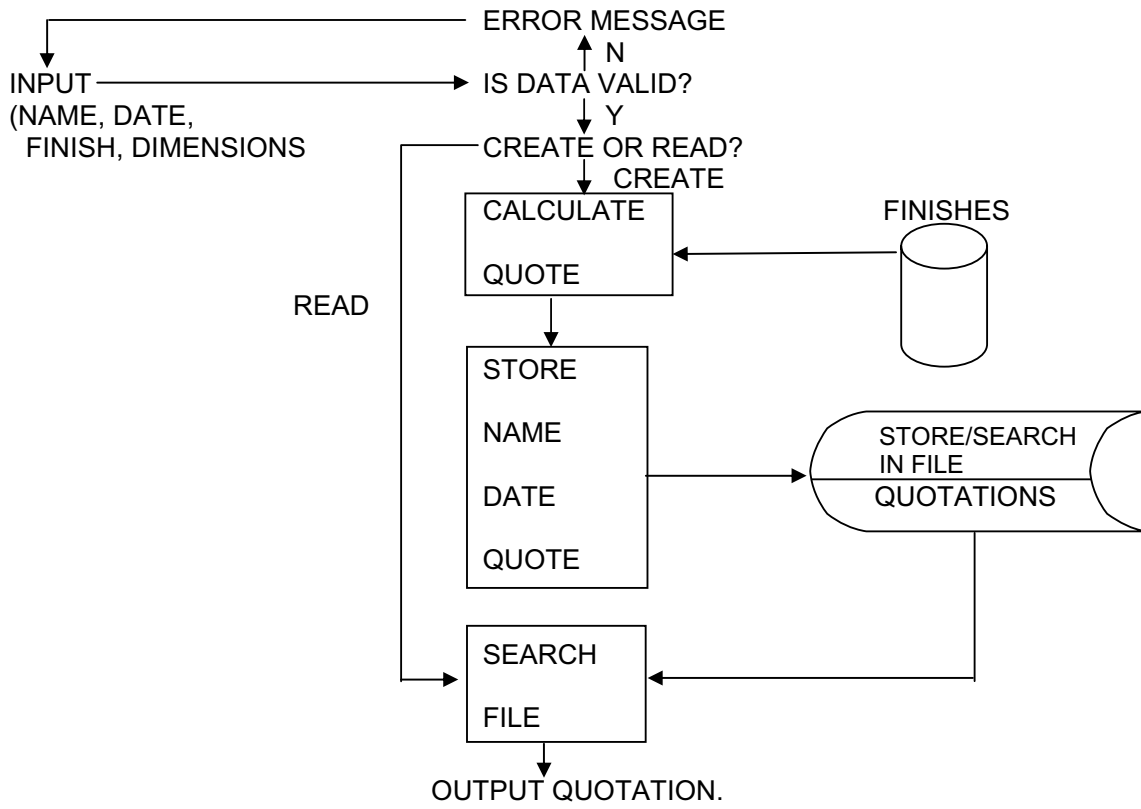 ERROR MESSAGE
N
INPUT
IS DATA VALID?
(NAME, DATE,
Y
FINISH, DIMENSIONS
CREATE OR READ?
CREATE
CALCULATE
QUOTE
FINISHES
READ
STORE
NAME
DATE
QUOTE
STORE/SEARCH
IN FILE
QUOTATIONS
SEARCH
FILE
OUTPUT QUOTATION.